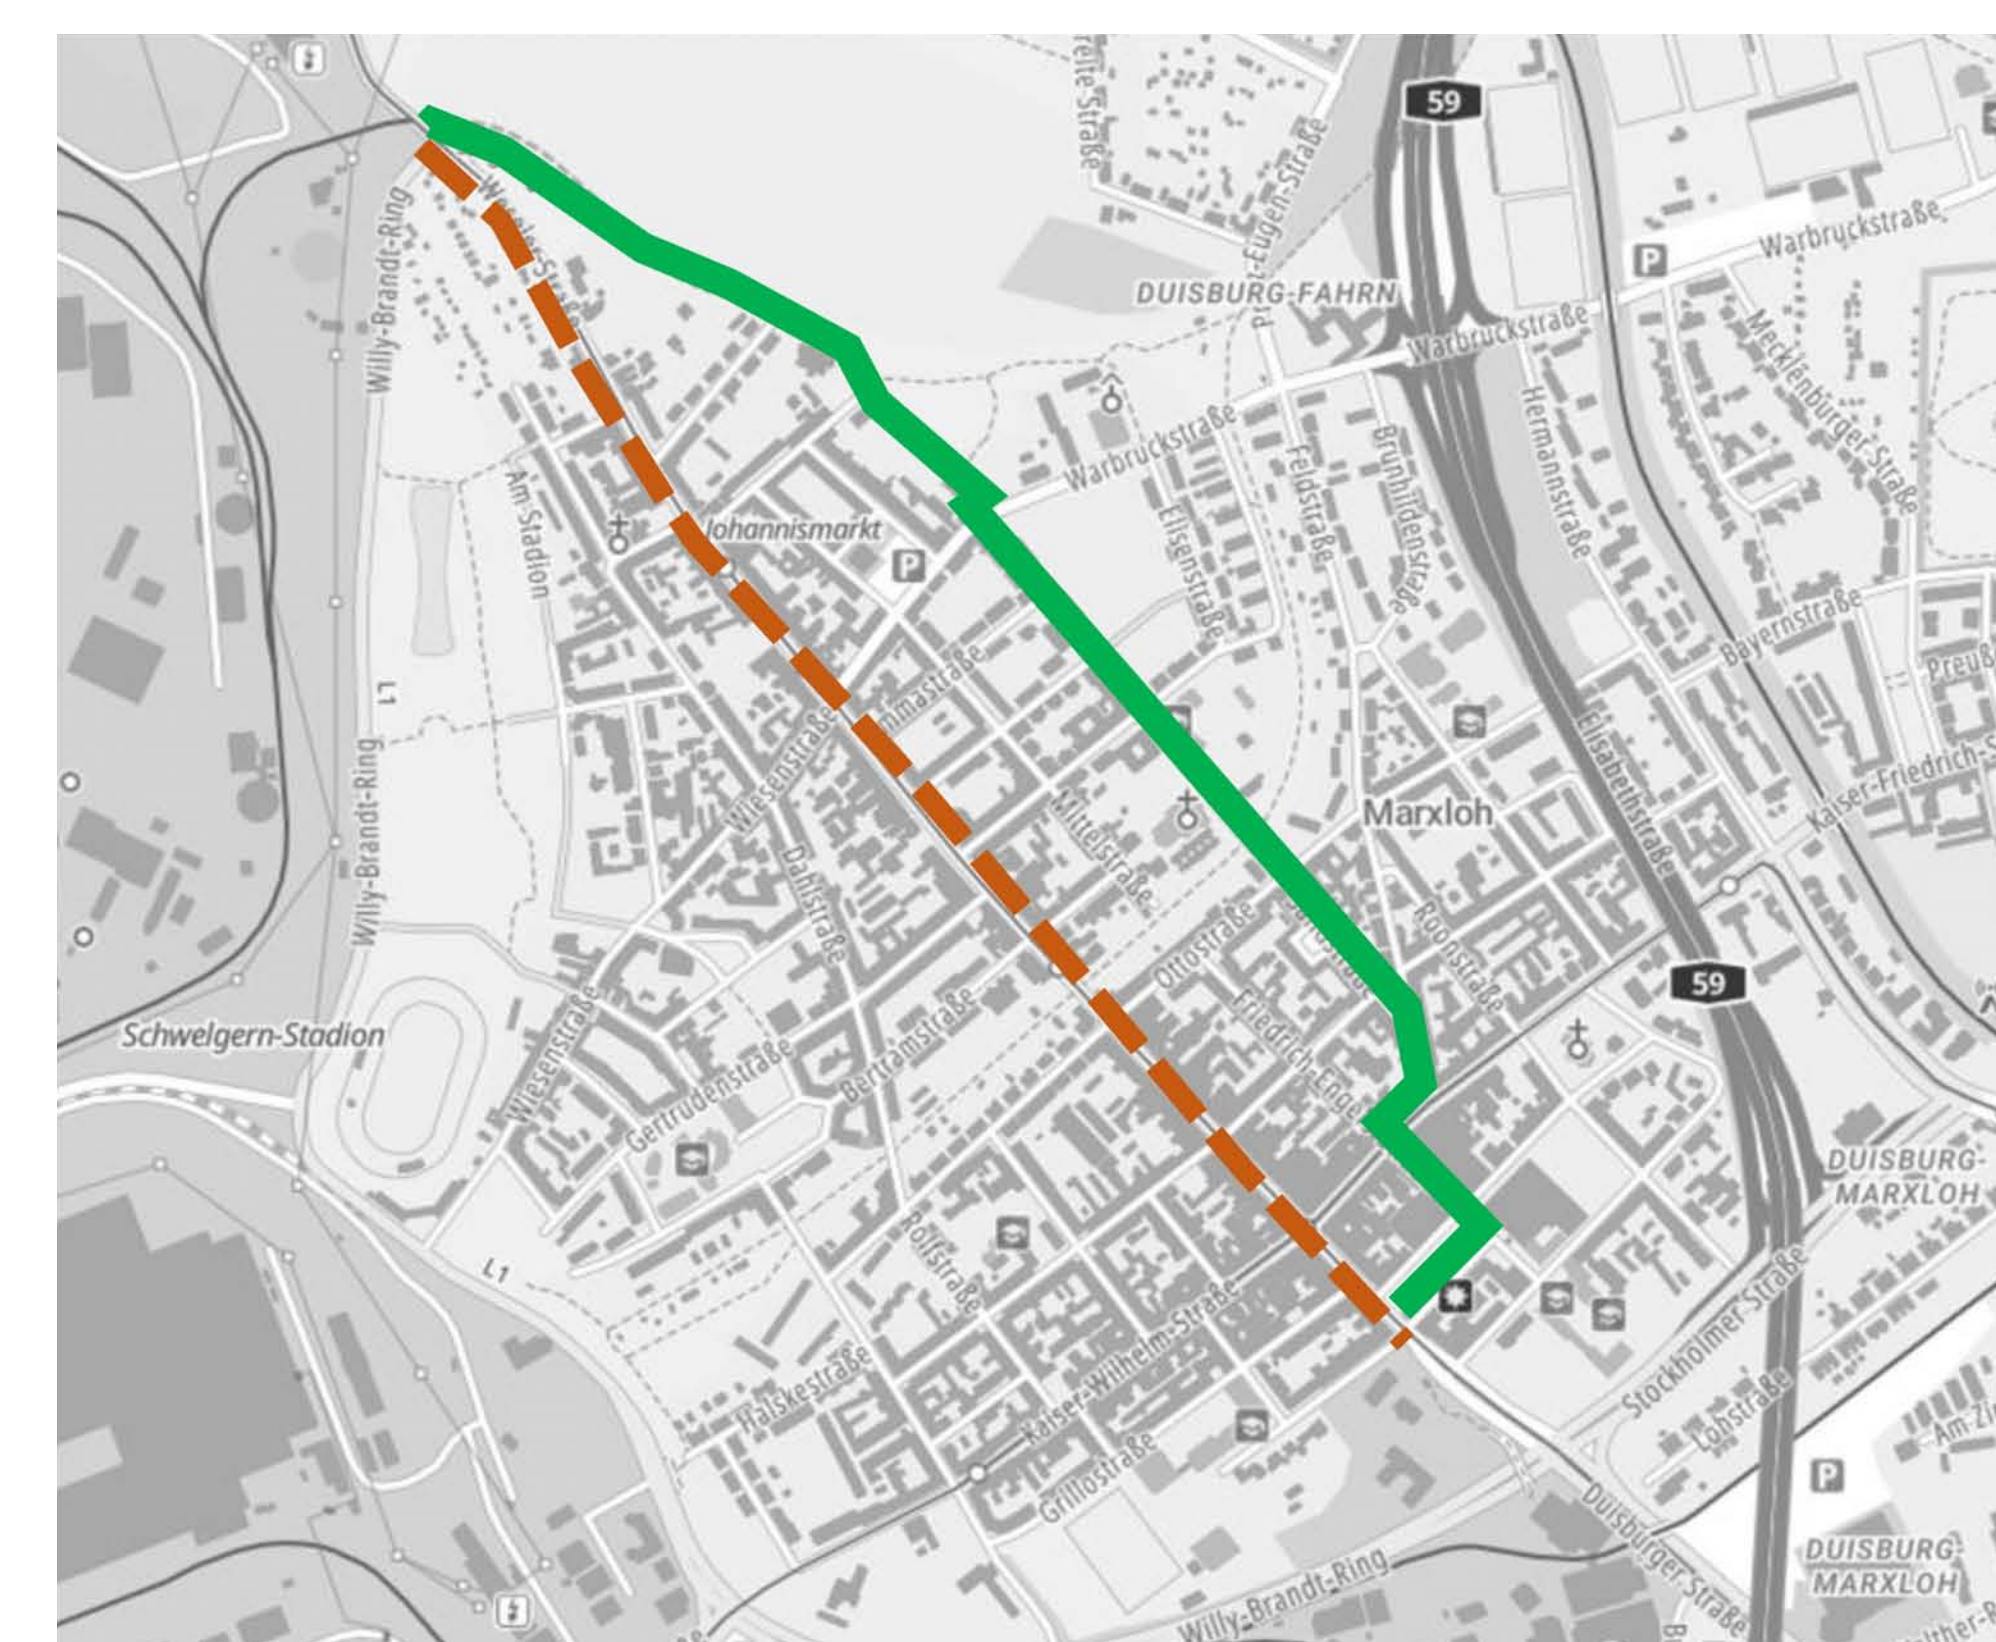 59
Warbruckstraße
P
DUISBURG-FAHRN
Warbruckstraße
Willy-Brandt-Ring
Weseler Straße
Mecklenburger Straße
Hermannstraße
Warbruckstraße
Feldstraße
Brunhildenstraße
Am Stadion
Johannismarkt
P
Elisenstraße
Bayernstraße
L1
Wiesenstraße
Elisabethstraße
Willy-Brandt-Ring
Mittelstraße
Marxloh
Kaiser-Friedrich-S
Dahlstraße
Ottostraße
Roonstraße
59
Schwelgern-Stadion
Wiesenstraße
Gertrudenstraße
Bertramstraße
Friedrich-Engel
DUISBURG-
MARXLOH
L1
Rolfstraße
Kaiser-Wilhelm-Straße
Stockholmer Straße
Halskestraße
Lohstraße
Grillostraße
P
Duisburger Straße
DUISBURG-
MARXLOH
Willy-Brandt-Ring